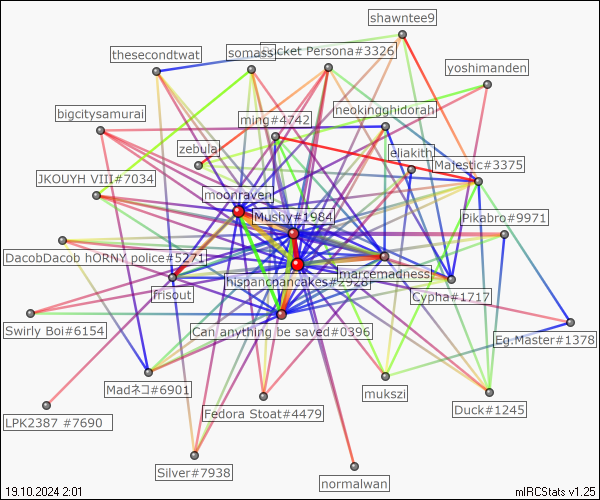 shawntee9
thesecondtwat
somass
Pocket Persona#3326
yoshimanden
bigcitysamurai
ming#4742
neokingghidorah
zebula
eliakith
Majestic#3375
JKOUYH VIII#7034
moonraven
Mushy#1984
Pikabro#9971
DacobDacob hORNY police#5271
hispancpancakes#2928
marcemadness
frisout
Cypha#1717
Swirly Boi#6154
Can anything be saved#0396
Eg.Master#1378
Madネコ#6901
mukszi
LPK2387 #7690
Fedora Stoat#4479
Duck#1245
Silver#7938
normalwan
19.10.2024 2:01
mIRCStats v1.25